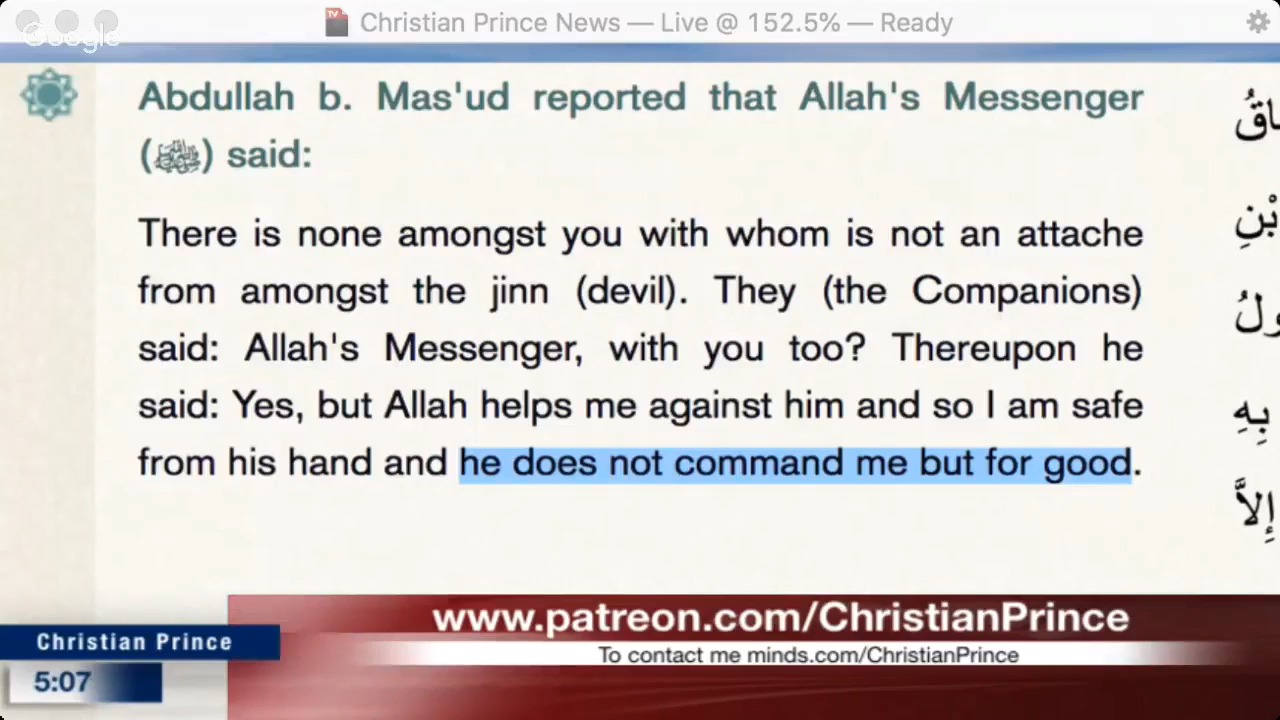 TV
Christian Prince News — Live @ 152.5% — Ready
Google
Abdullah b. Mas'ud reported that Allah's Messenger
(ﷺ) said:
There is none amongst you with whom is not an attache
from amongst the jinn (devil). They (the Companions)
said: Allah's Messenger, with you too? Thereupon he
said: Yes, but Allah helps me against him and so I am safe
from his hand and he does not command me but for good.
بِهِ
إِلاَّ
www.patreon.com/ChristianPrince
Christian Prince
To contact me minds.com/ChristianPrince
5:07